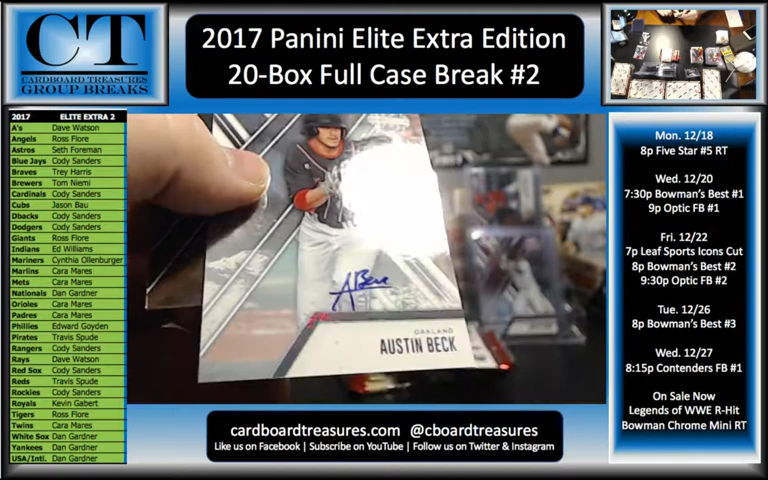 CT
CARDBOARD TREASURES
GROUP BREAKS
2017 Panini Elite Extra Edition
20-Box Full Case Break #2
2017 ELITE EXTRA 2
A's Dave Watson
Angels Ross Flore
Astros Seth Foreman
Blue Jays Cody Sanders
Braves Trey Harris
Brewers Tom Niemi
Cardinals Cody Sanders
Cubs Jason Bau
Dbacks Cody Sanders
Dodgers Cody Sanders
Giants Ross Flore
Indians Ed Williams
Mariners Cynthia Ollenburger
Marlins Cara Mares
Mets Cara Mares
Nationals Dan Gardner
Orioles Cara Mares
Padres Cara Mares
Phillies Edward Goyden
Pirates Travis Spude
Rangers Cody Sanders
Rays Dave Watson
Red Sox Cody Sanders
Reds Travis Spude
Rockies Cody Sanders
Royals Kevin Gabert
Tigers Ross Flore
Twins Cara Mares
White Sox Dan Gardner
Yankees Dan Gardner
USA/Intl. Dan Gardner
ABeck
OAKLAND
AUSTIN BECK
Mon. 12/18
8p Five Star #5 RT
Wed. 12/20
7:30p Bowman's Best #1
9p Optic FB #1
Fri. 12/22
7p Leaf Sports Icons Cut
8p Bowman's Best #2
9:30p Optic FB #2
Tue. 12/26
8p Bowman's Best #3
Wed. 12/27
8:15p Contenders FB #1
On Sale Now
Legends of WWE R-Hit
Bowman Chrome Mini RT
cardboardtreasures.com @cboardtreasures
Like us on Facebook | Subscribe on YouTube | Follow us on Twitter & Instagram